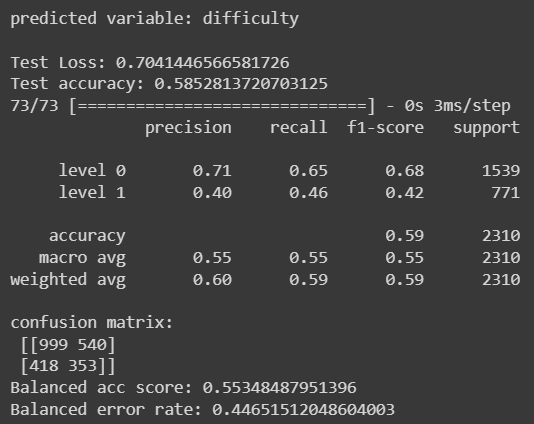 predicted variable: difficulty
Test Loss: 0.7041446566581726
Test accuracy: 0.5852813720703125
73/73 [==============================] - 0s 3ms/step
precision recall f1-score support
level 0 0.71 0.65 0.68 1539
level 1 0.40 0.46 0.42 771
accuracy 0.59 2310
macro avg 0.55 0.55 0.55 2310
weighted avg 0.60 0.59 0.59 2310
confusion matrix:
[[999 540]
[418 353]]
Balanced acc score: 0.55348487951396
Balanced error rate: 0.44651512048604003